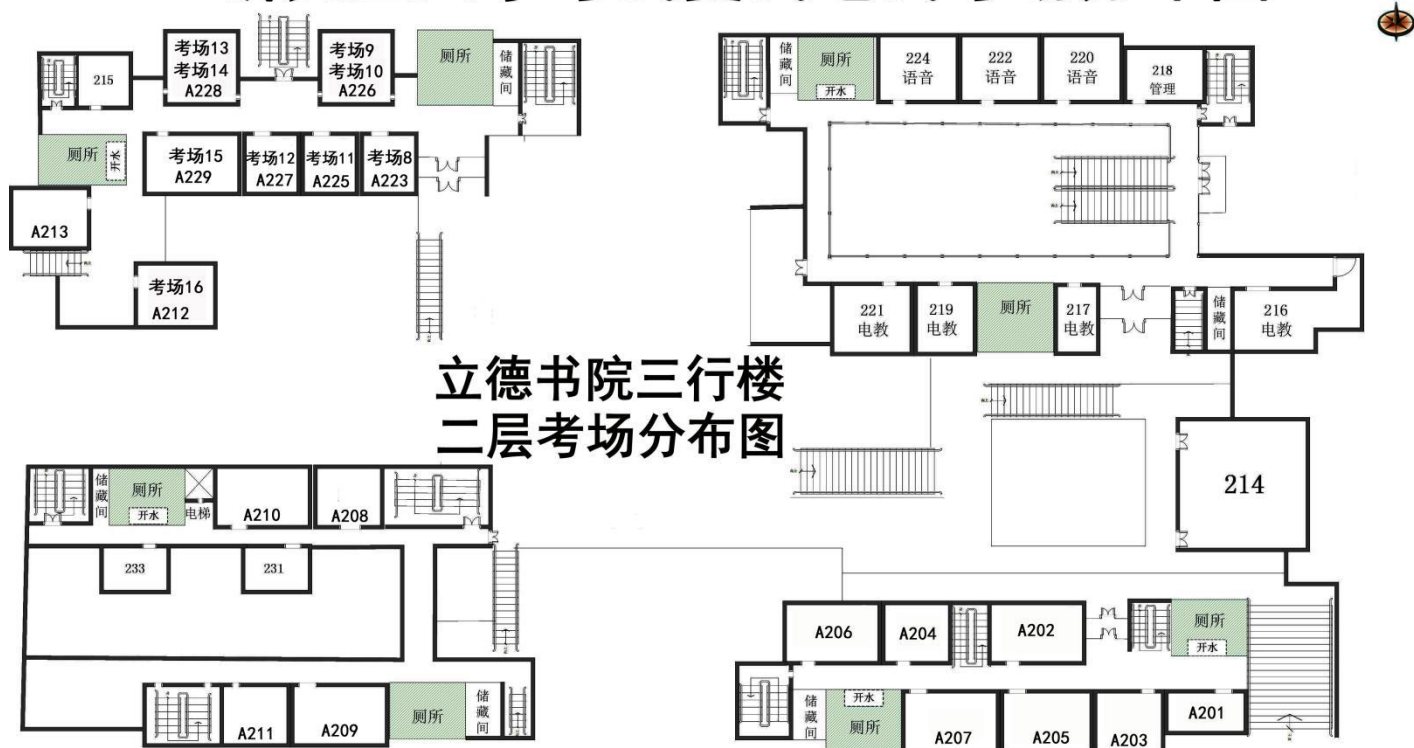 考场13
考场14
A228
考场9
考场10
A226
厕所
储藏间
215
厕所
开水
考场15
A229
考场12
A227
考场11
A225
考场8
A223
A213
考场16
A212
储藏间
厕所
开水
224
语音
222
语音
220
语音
218
管理
221
电教
219
电教
厕所
217
电教
储藏间
216
电教
立德书院三行楼
二层考场分布图
214
储藏间
厕所
开水
电梯
A210
A208
233
231
A211
A209
厕所
储藏间
A206
A204
A202
厕所
开水
储藏间
开水
厕所
A207
A205
A203
A201